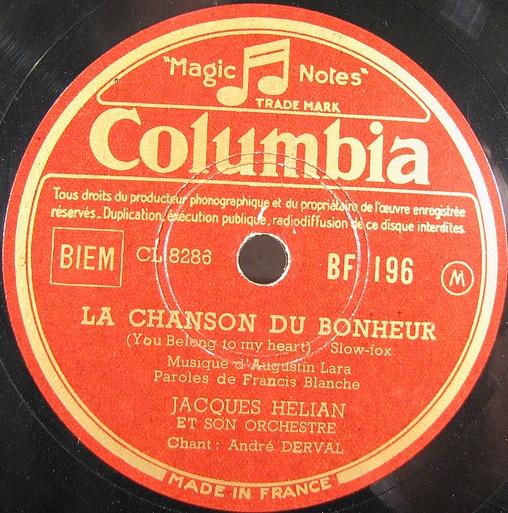 "Magic Notes"
TRADE MARK
Columbia
Tous droits du producteur phonographique et du propriétaire de l'œuvre enregistrée
réservés. Duplication, exécution publique, radiodiffusion de ce disque interdites.
BIEM CL 8286 BF 196 M
LA CHANSON DU BONHEUR
(You Beleng to my heart) Slow-fox
Musique d'Augustin Lara
Paroles de Francis Blanche
JACQUES HELIAN
ET SON ORCHESTRE
Chant : André DERVAL
MADE IN FRANCE